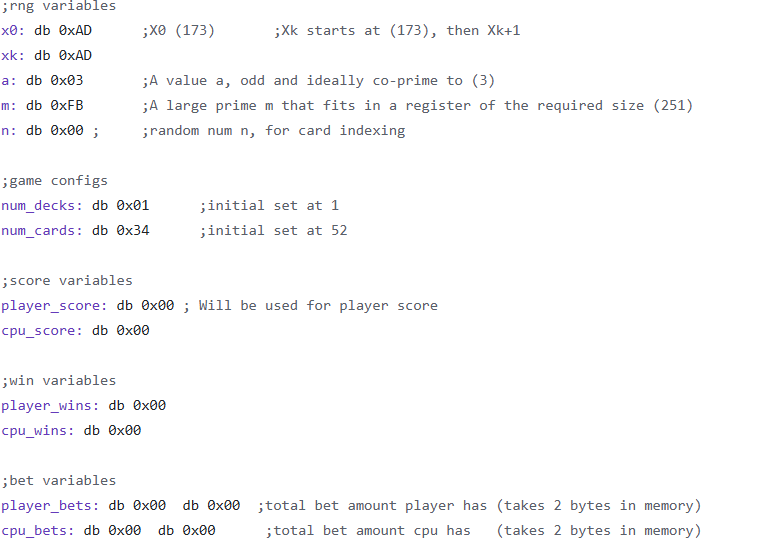 ;rng variables
x0: db 0xAD      ;X0 (173)       ;Xk starts at (173), then Xk+1
xk: db 0xAD
a: db 0x03       ;A value a, odd and ideally co-prime to (3)
m: db 0xFB       ;A large prime m that fits in a register of the required size (251)
n: db 0x00 ;     ;random num n, for card indexing

;game configs
num_decks: db 0x01      ;initial set at 1
num_cards: db 0x34      ;initial set at 52

;score variables
player_score: db 0x00 ; Will be used for player score
cpu_score: db 0x00

;win variables
player_wins: db 0x00
cpu_wins: db 0x00

;bet variables
player_bets: db 0x00  db 0x00  ;total bet amount player has (takes 2 bytes in memory)
cpu_bets: db 0x00  db 0x00      ;total bet amount cpu has   (takes 2 bytes in memory)